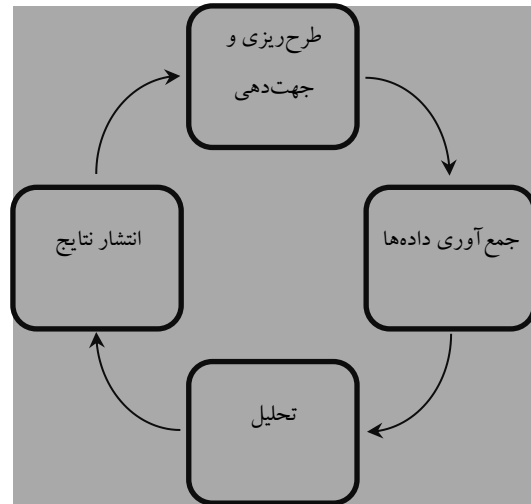 طرح‌ریزی و
جهت‌دهی
جمع‌آوری داده‌ها
تحلیل
انتشار نتایج